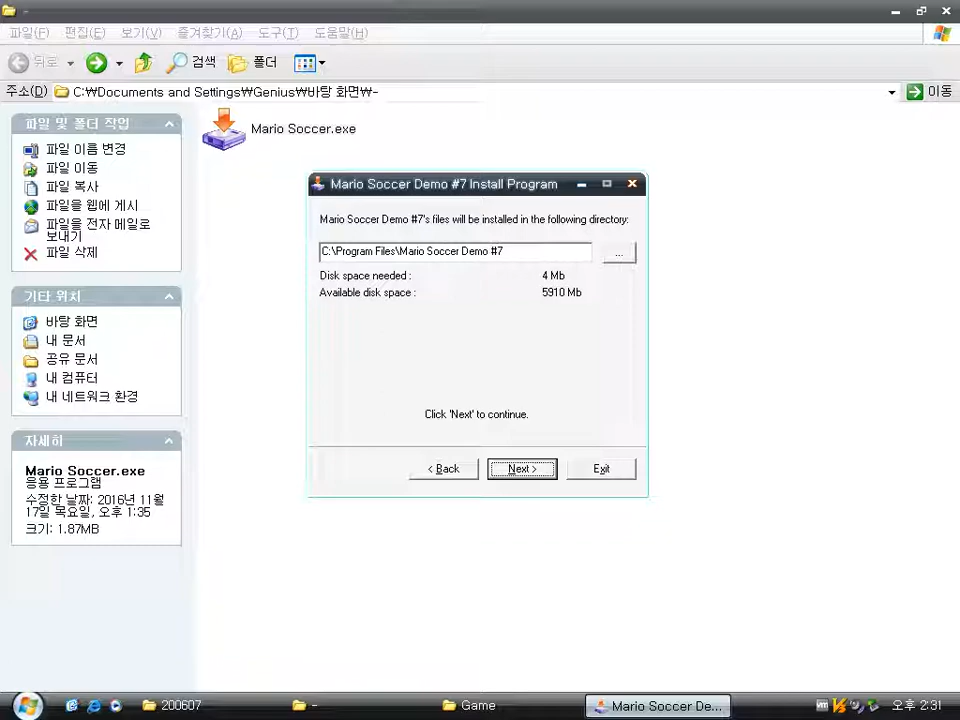 -
파일(F) 편집(E) 보기(V) 즐겨찾기(A) 도구(T) 도움말(H)
뒤로 검색 폴더
주소(D) C:₩Documents and Settings₩Genius₩바탕 화면₩- 이동
파일 및 폴더 작업
파일 이름 변경
파일 이동
파일 복사
파일을 웹에 게시
파일을 전자 메일로
보내기
파일 삭제
기타 위치
바탕 화면
내 문서
공유 문서
내 컴퓨터
내 네트워크 환경
자세히
Mario Soccer.exe
응용 프로그램
수정한 날짜: 2016년 11월
17일 목요일, 오후 1:35
크기: 1.87MB
Mario Soccer.exe
Mario Soccer Demo #7 Install Program
Mario Soccer Demo #7's files will be installed in the following directory:
C:\Program Files\Mario Soccer Demo #7
...
Disk space needed : 4 Mb
Available disk space : 5910 Mb
Click 'Next' to continue.
< Back Next > Exit
200607 - Game Mario Soccer De... 오후 2:31